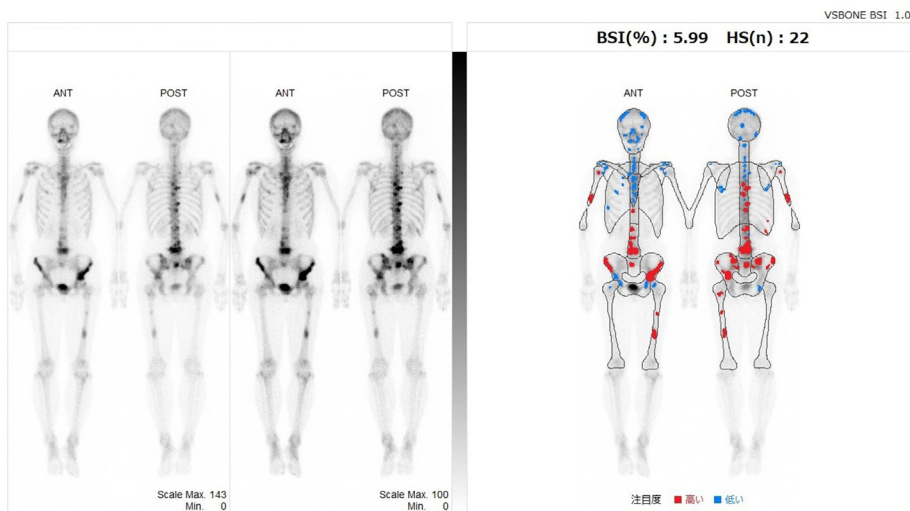 VSBONE BSI 1.0
BSI(%) : 5.99 HS(n) : 22
ANT POST ANT POST
ANT POST
Scale Max. 143
Min. 0
Scale Max. 100
Min. 0
注目度 高い 低い